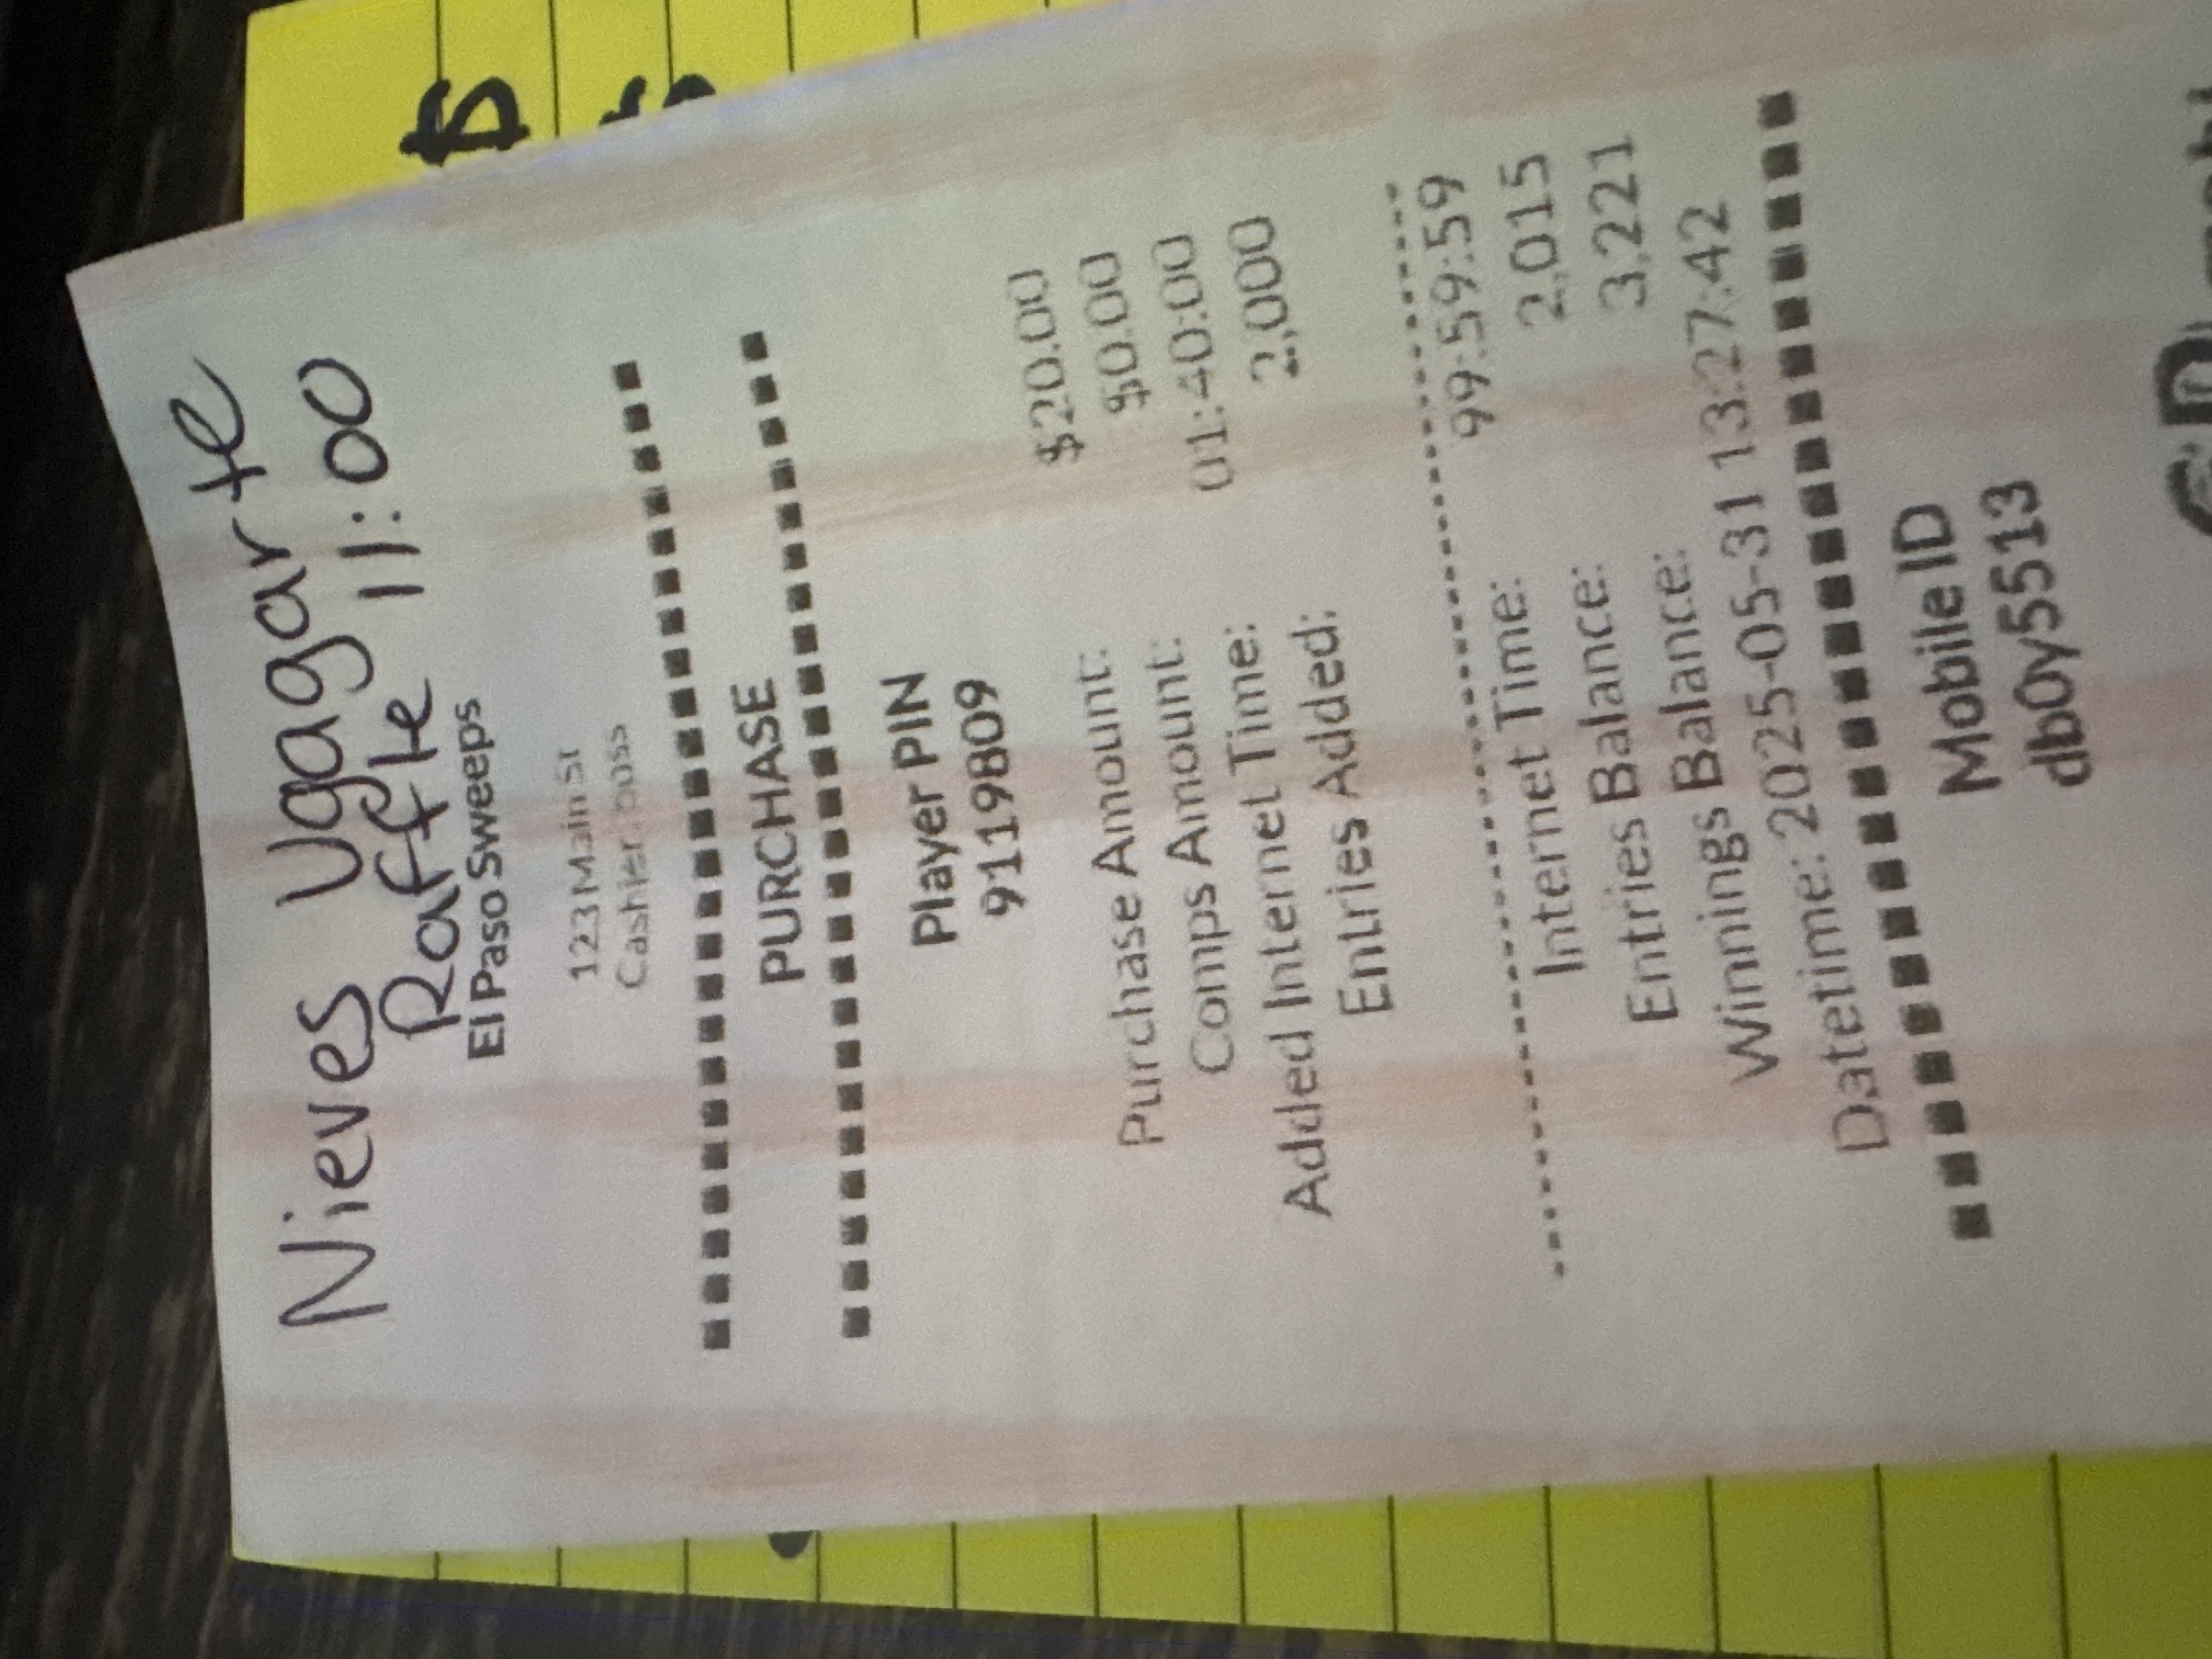 Nieves Ugagarte
Raffle 11:00
El Paso Sweeps
123 Main St
Cashier: boss
PURCHASE
Player PIN
9119809
Purchase Amount: $20.00
Comps Amount: $0.00
Added Internet Time: 01:40:00
Entries Added: 2,000
Internet Time: 99:59:59
Entries Balance: 2,015
Winnings Balance: 3,221
Datetime: 2025-05-31 13:27:42
Mobile ID
db0y5513
$